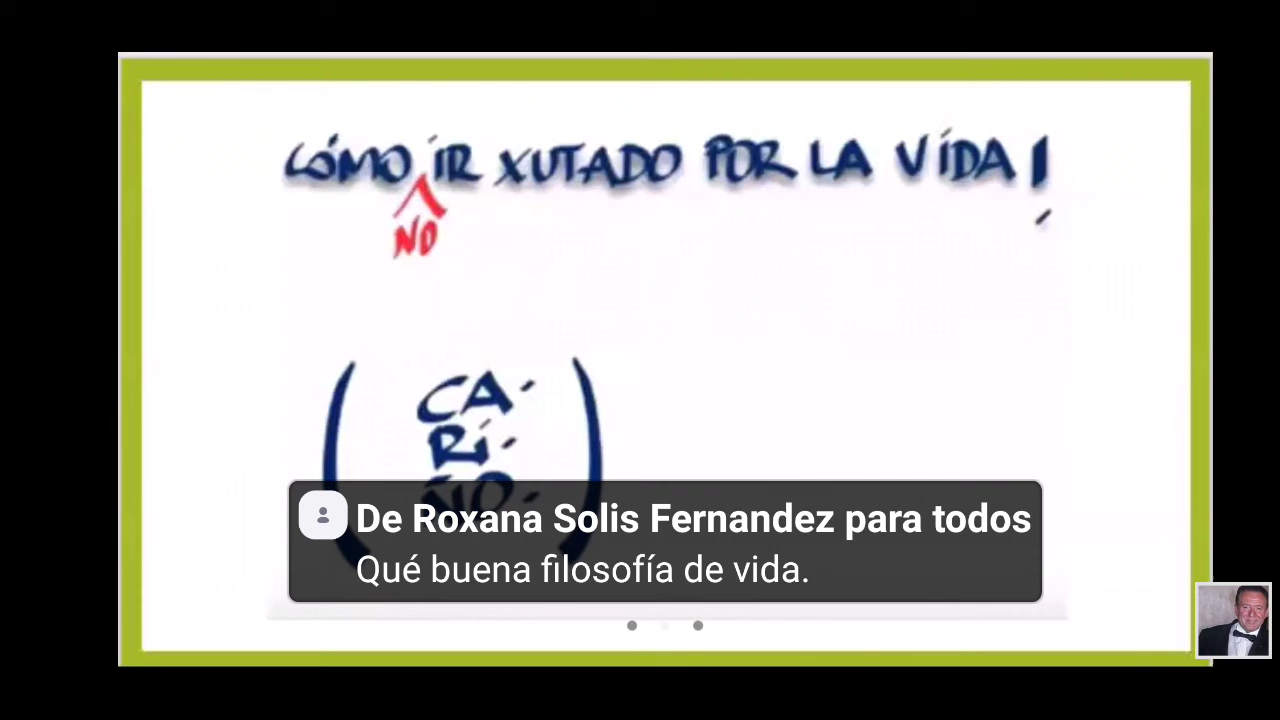 CÓMO IR XUTADO POR LA VIDA!
NO
(CA-
RI-
ÑO-)
De Roxana Solis Fernandez para todos
Qué buena filosofía de vida.